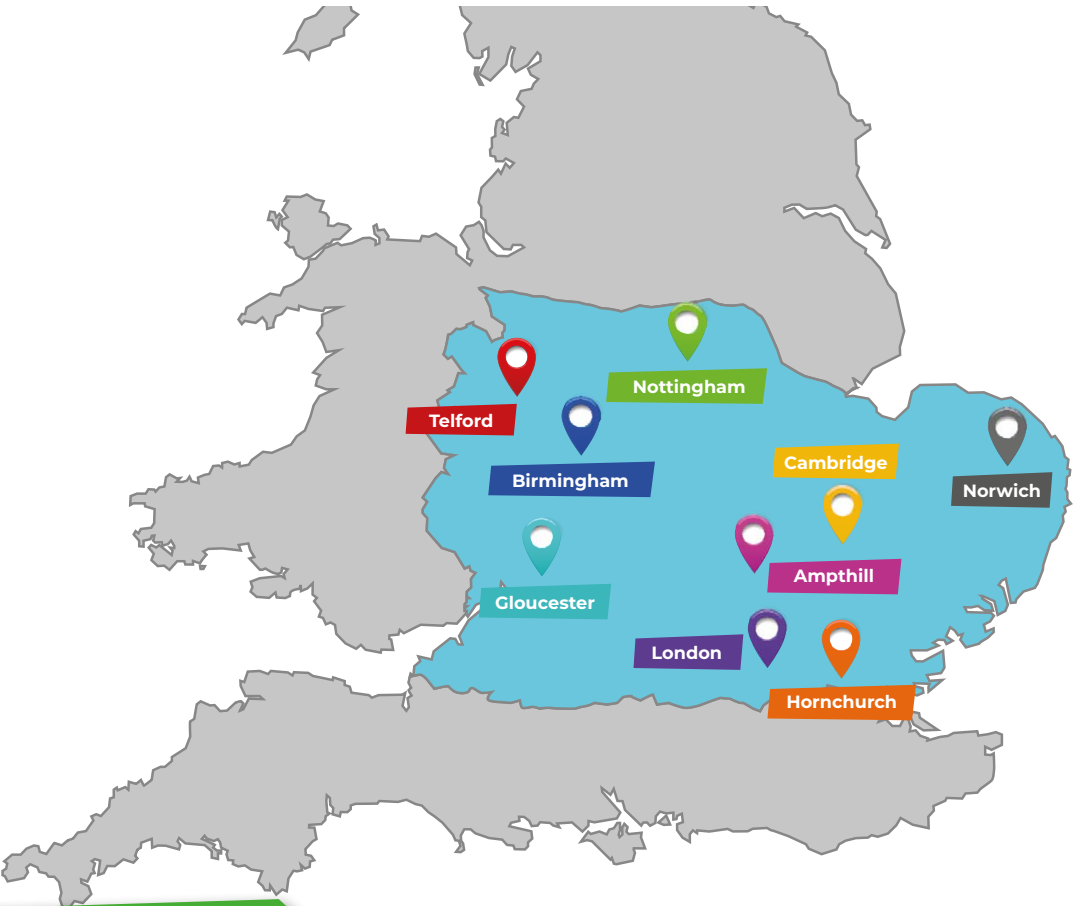 Nottingham
Telford
Cambridge
Birmingham
Norwich
Ampthill
Gloucester
London
Hornchurch